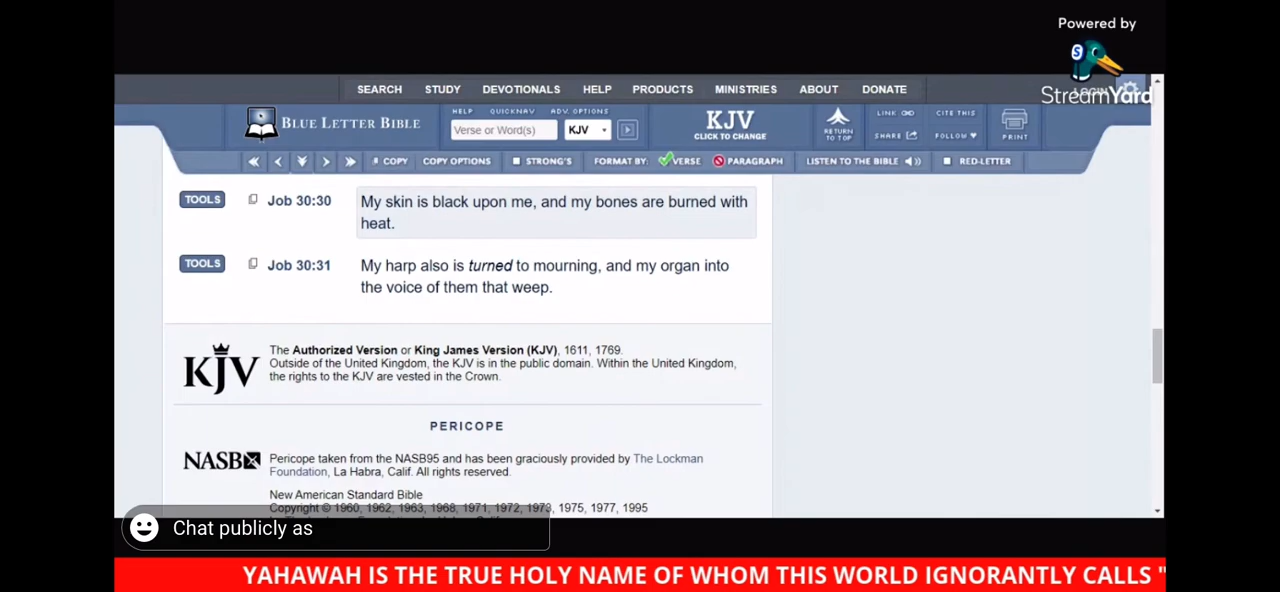 Powered by
S
StreamYard
SEARCH STUDY DEVOTIONALS HELP PRODUCTS MINISTRIES ABOUT DONATE
BLUE LETTER BIBLE
HELP QUICKNAV ADV. OPTIONS
Verse or Word(s) KJV
KJV
CLICK TO CHANGE
RETURN
TO TOP
LINK CITE THIS
SHARE FOLLOW
PRINT
COPY COPY OPTIONS STRONG'S FORMAT BY: VERSE PARAGRAPH LISTEN TO THE BIBLE RED-LETTER
TOOLS Job 30:30 My skin is black upon me, and my bones are burned with
heat.
TOOLS Job 30:31 My harp also is turned to mourning, and my organ into
the voice of them that weep.
KJV
The Authorized Version or King James Version (KJV), 1611, 1769.
Outside of the United Kingdom, the KJV is in the public domain. Within the United Kingdom,
the rights to the KJV are vested in the Crown.
PERICOPE
NASB
Pericope taken from the NASB95 and has been graciously provided by The Lockman
Foundation, La Habra, Calif. All rights reserved.
New American Standard Bible
Copyright © 1960, 1962, 1963, 1968, 1971, 1972, 1973, 1975, 1977, 1995
Chat publicly as
YAHAWAH IS THE TRUE HOLY NAME OF WHOM THIS WORLD IGNORANTLY CALLS "